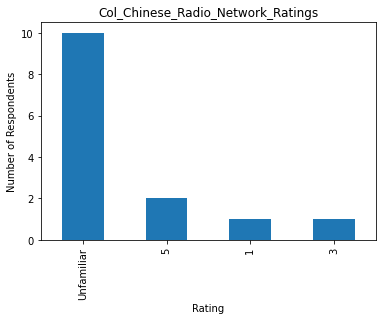 Col_Chinese_Radio_Network_Ratings
Number of Respondents
10
8
6
4
2
0
Unfamiliar
5
1
3
Rating